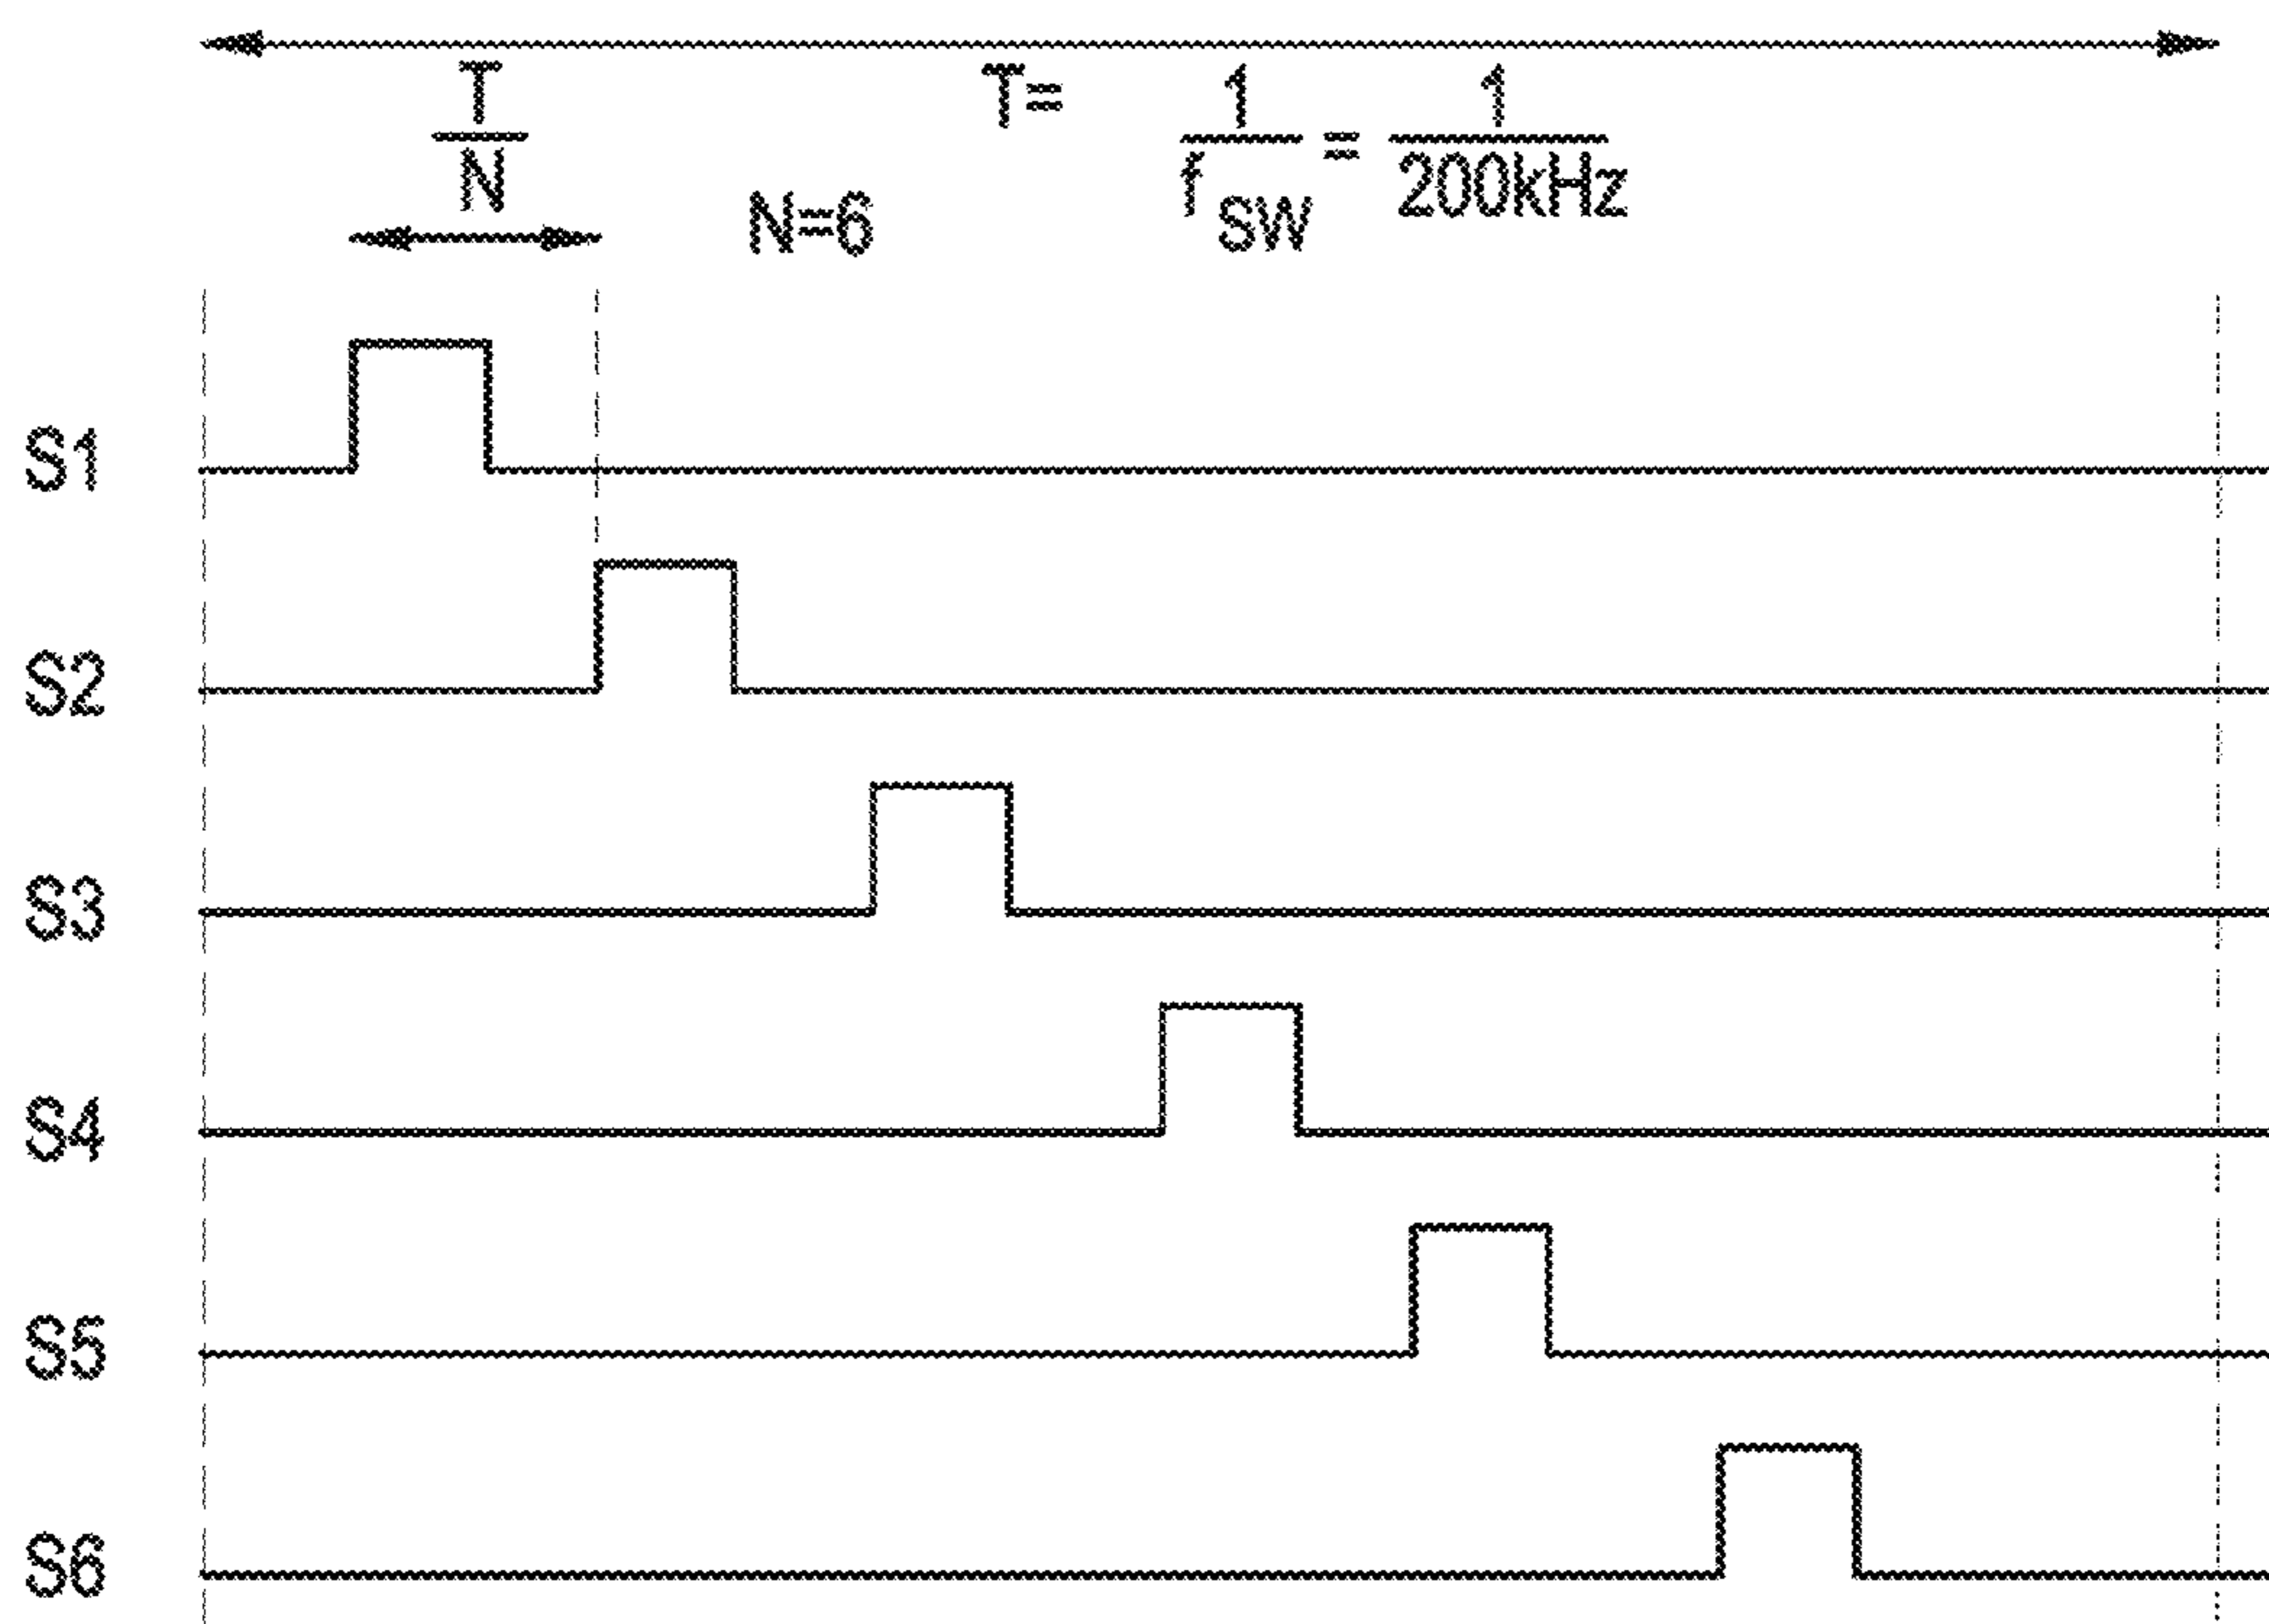 T/N
N=6
T= 1/f SW = 1/200kHz
S1
S2
S3
S4
S5
S6